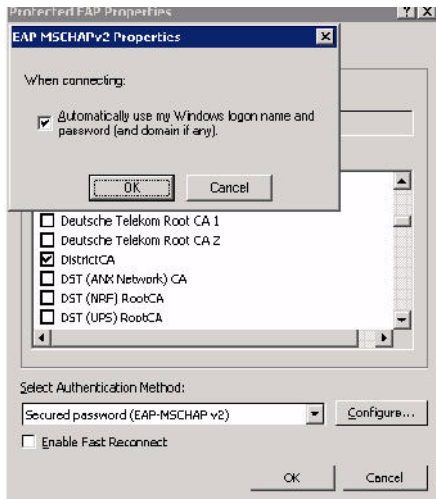 Protected EAP Properties
EAP MSCHAPv2 Properties
When connecting:
Automatically use my Windows logon name and
password (and domain if any).
OK
Cancel
Deutsche Telekom Root CA 1
Deutsche Telekom Root CA 2
DistrictCA
DST (ANX Network) CA
DST (NRF) RootCA
DST (UPS) RootCA
Select Authentication Method:
Secured password (EAP-MSCHAP v2)
Configure...
Enable Fast Reconnect
OK
Cancel